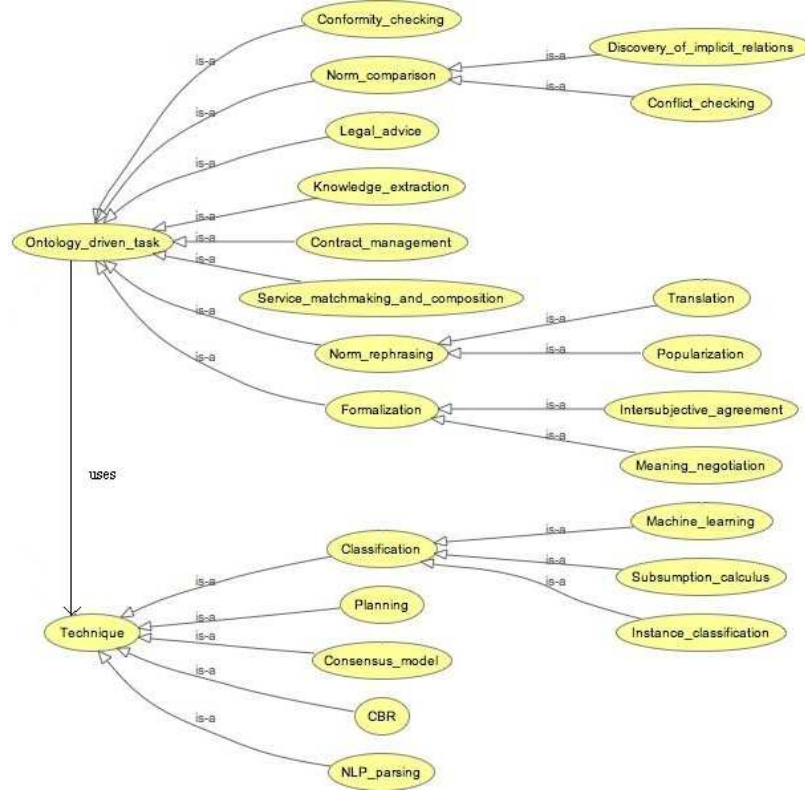 Conformity_checking
is-a
Norm_comparison
is-a
Discovery_of_implicit_relations
is-a
Conflict_checking
is-a
Legal_advice
is-a
Knowledge_extraction
is-a
Ontology_driven_task
is-a
Contract_management
is-a
Service_matchmaking_and_composition
is-a
Norm_rephrasing
is-a
Translation
is-a
Popularization
is-a
Formalization
is-a
Intersubjective_agreement
is-a
Meaning_negotiation
uses
Classification
is-a
Machine_learning
is-a
Subsumption_calculus
is-a
Instance_classification
is-a
Planning
is-a
Technique
is-a
Consensus_model
is-a
CBR
is-a
NLP_parsing